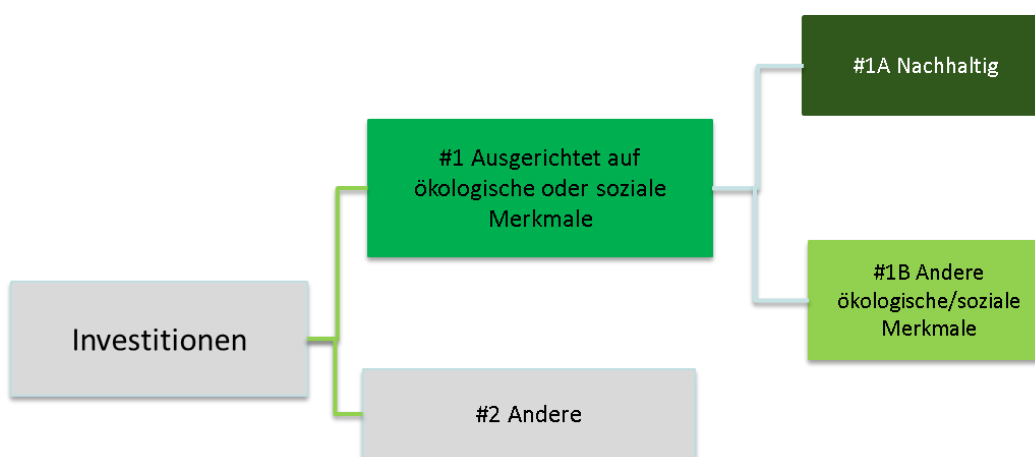 #1A Nachhaltig
#1 Ausgerichtet auf
ökologische oder soziale
Merkmale
#1B Andere
ökologische/soziale
Merkmale
Investitionen
#2 Andere